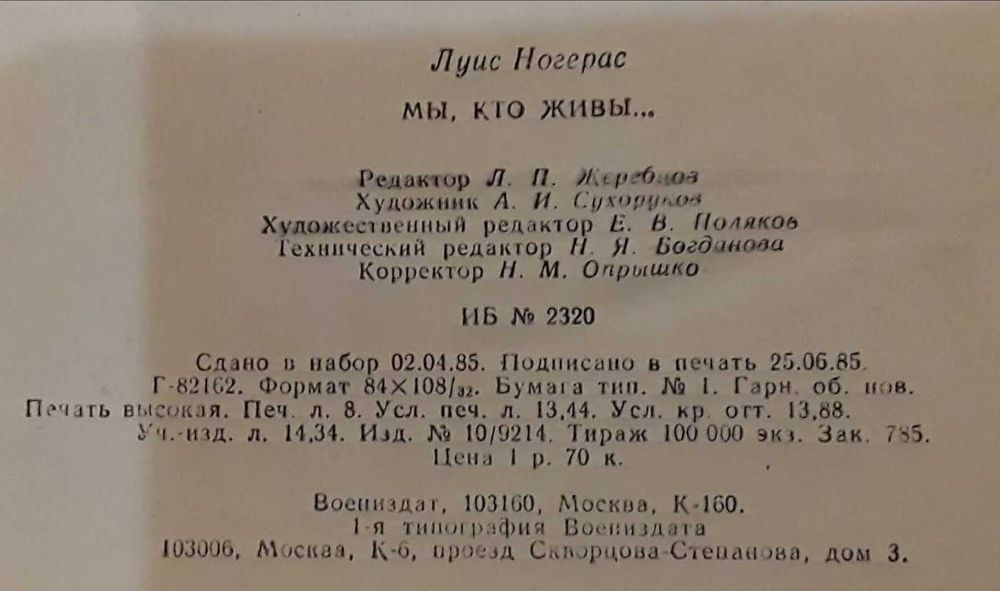 Луис Ногерас
МЫ, КТО ЖИВЫ...
Редактор Л. П. Жеребцов
Художник А. И. Сухоруков
Художественный редактор Е. В. Поляков
Технический редактор Н. Я. Богданова
Корректор Н. М. Опрышко
ИБ № 2320
Сдано в набор 02.04.85. Подписано в печать 25.06.85.
Г-82162. Формат 84×108/32. Бумага тип. № 1. Гарн. об. нов.
Печать высокая. Печ. л. 8. Усл. печ. л. 13,44. Усл. кр. отт. 13,88.
Уч.-изд. л. 14,34. Изд. № 10/9214. Тираж 100 000 экз. Зак. 785.
Цена 1 р. 70 к.
Воениздат, 103160, Москва, К-160.
1-я типография Воениздата
103006, Москва, К-6, проезд Скворцова-Степанова, дом 3.